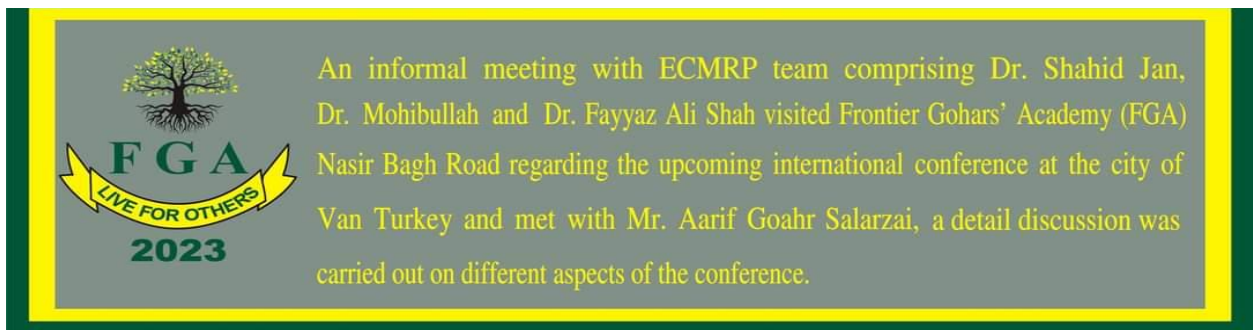 F G A
LIVE FOR OTHERS
2023
An informal meeting with ECMRP team comprising Dr. Shahid Jan,
Dr. Mohibullah and Dr. Fayyaz Ali Shah visited Frontier Gohars' Academy (FGA)
Nasir Bagh Road regarding the upcoming international conference at the city of
Van Turkey and met with Mr. Aarif Goahr Salarzai, a detail discussion was
carried out on different aspects of the conference.